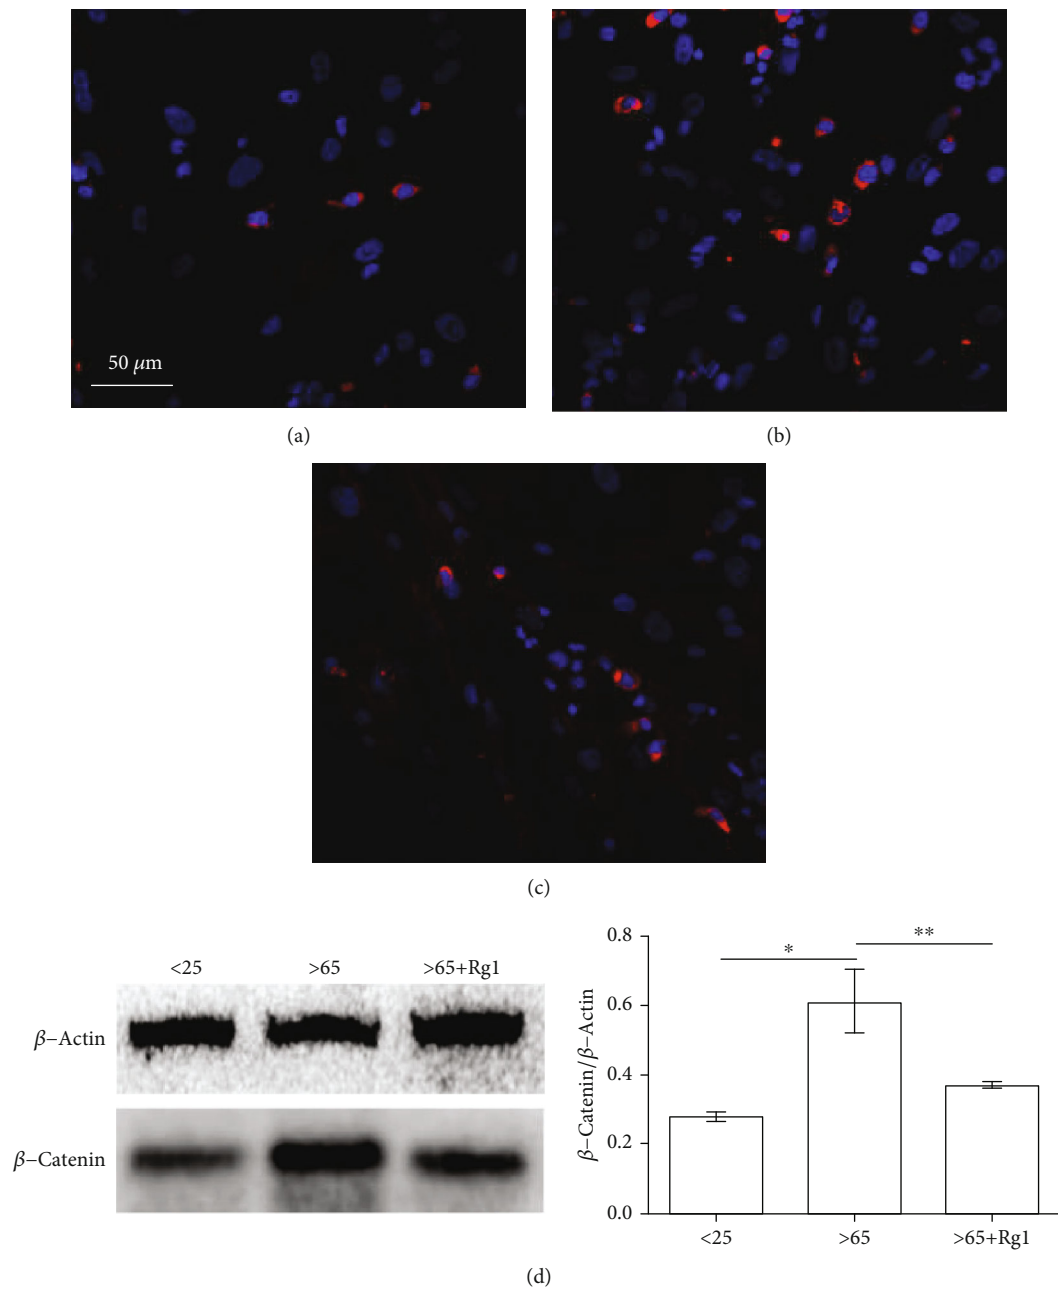 50 μm
(a)
(b)
(c)
<25 >65 >65+Rg1
β–Actin
β–Catenin
β–Catenin/β–Actin
0.8
0.6
0.4
0.2
0.0
*
**
<25 >65 >65+Rg1
(d)